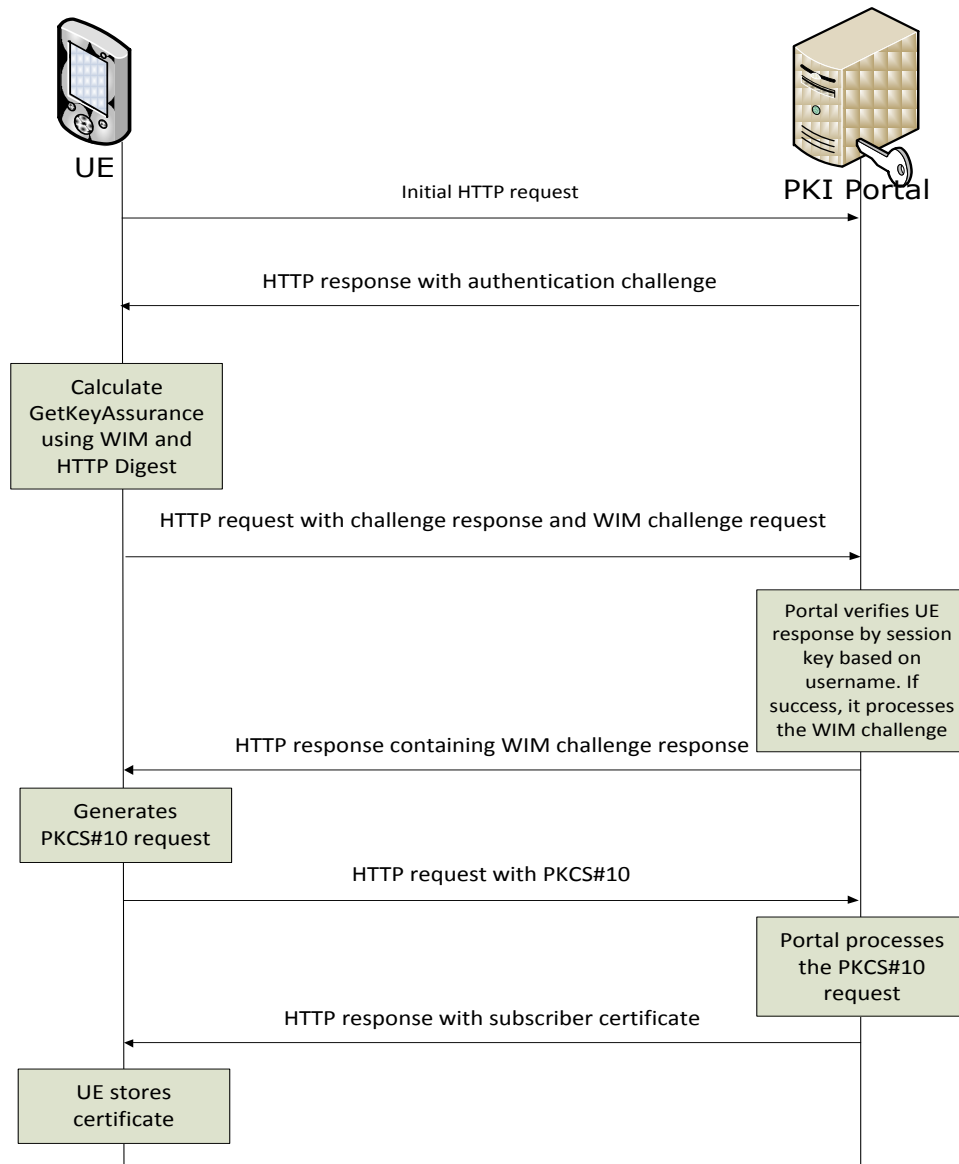 UE
PKI Portal
Initial HTTP request
HTTP response with authentication challenge
Calculate
GetKeyAssurance
using WIM and
HTTP Digest
HTTP request with challenge response and WIM challenge request
Portal verifies UE
response by session
key based on
username. If
success, it processes
the WIM challenge
HTTP response containing WIM challenge response
Generates
PKCS#10 request
HTTP request with PKCS#10
Portal processes
the PKCS#10
request
HTTP response with subscriber certificate
UE stores
certificate